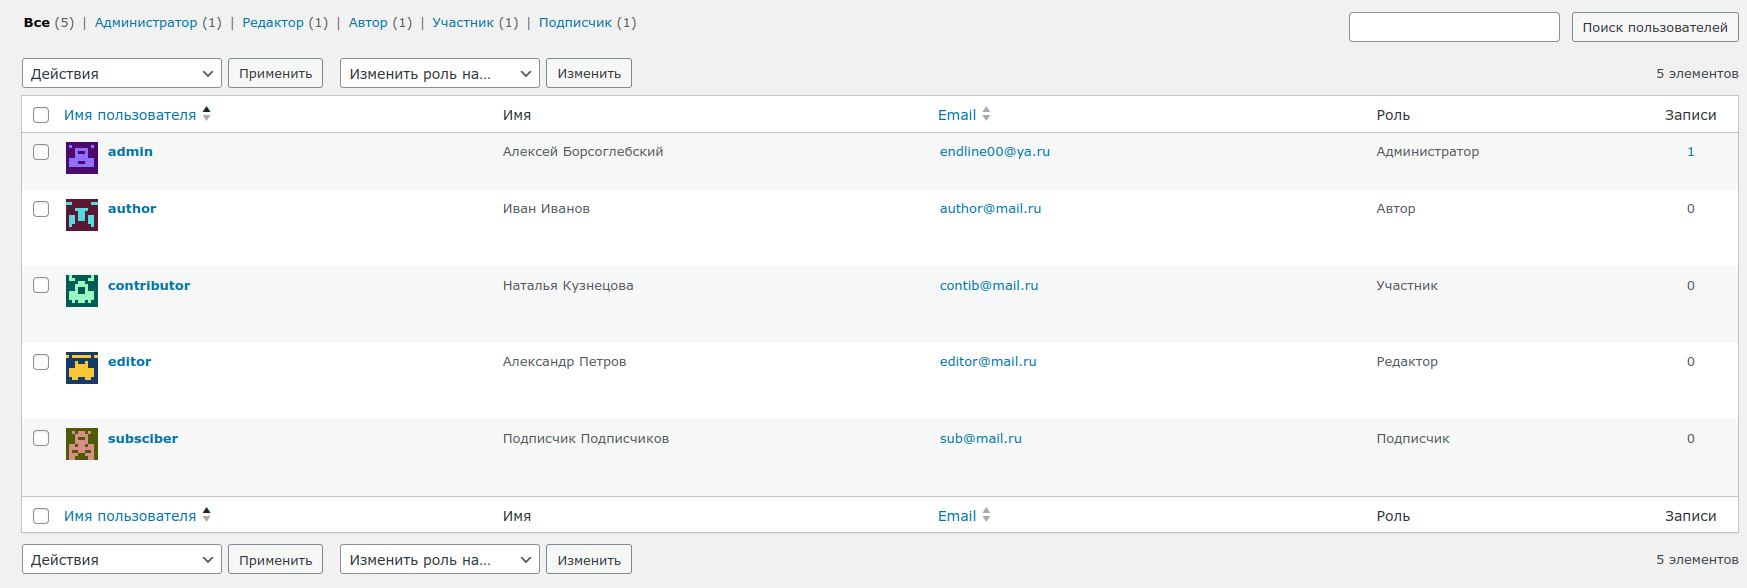 Все (5) | Администратор (1) | Редактор (1) | Автор (1) | Участник (1) | Подписчик (1)
Поиск пользователей
Действия Применить Изменить роль на... Изменить 5 элементов
Имя пользователя Имя Email Роль Записи
admin Алексей Борсоглебский endline00@ya.ru Администратор 1
author Иван Иванов author@mail.ru Автор 0
contributor Наталья Кузнецова contib@mail.ru Участник 0
editor Александр Петров editor@mail.ru Редактор 0
subsciber Подписчик Подписчиков sub@mail.ru Подписчик 0
Имя пользователя Имя Email Роль Записи
Действия Применить Изменить роль на... Изменить 5 элементов